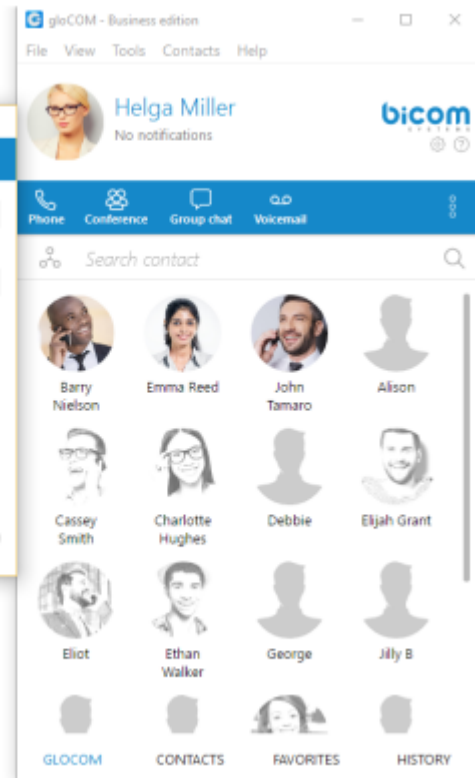 gloCOM - Business edition
File View Tools Contacts Help
Helga Miller
No notifications
bicom
SYSTEMS
Phone Conference Group chat Voicemail
Search contact
Barry Nielson
Emma Reed
John Tamaro
Alison
Cassey Smith
Charlotte Hughes
Debbie
Elijah Grant
Eliot
Ethan Walker
George
Jilly B
GLOCOM CONTACTS FAVORITES HISTORY